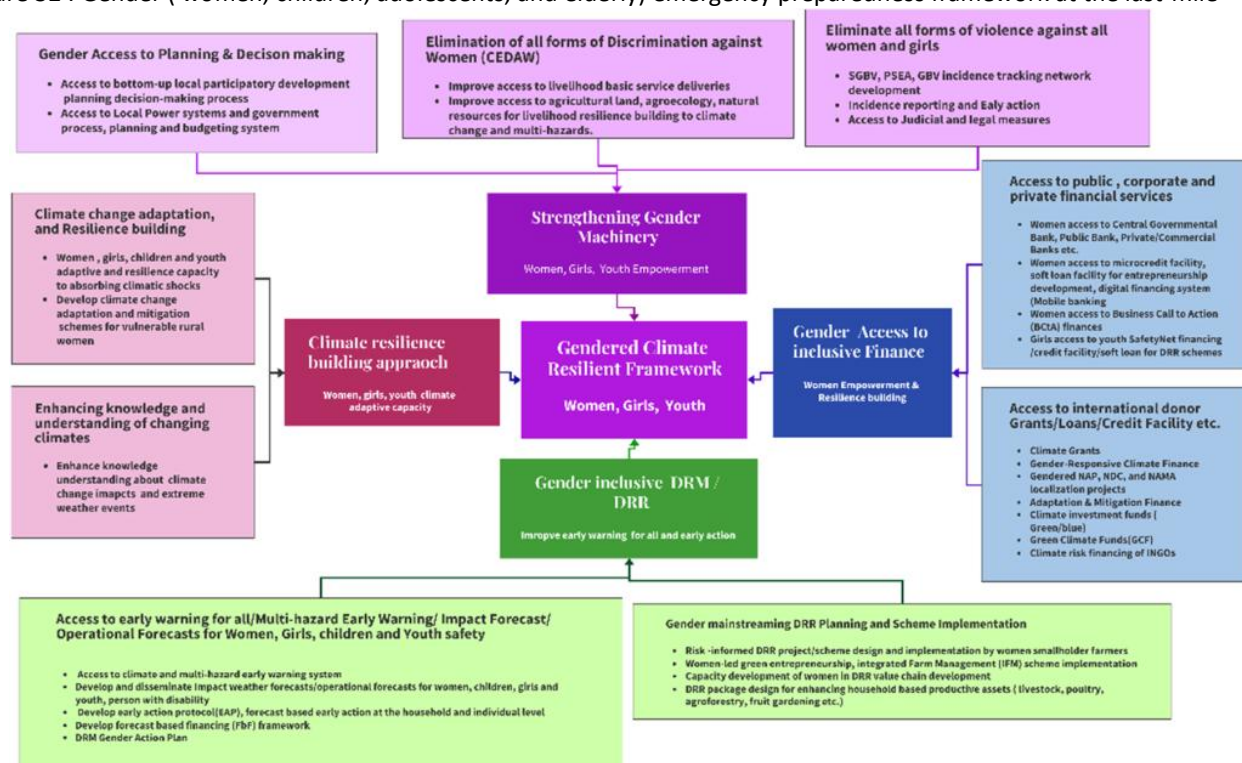 Gender ( women, children, adolescents, and elderly) emergency preparedness framework at the last-mile
Gender Access to Planning & Decison making
• Access to bottom-up local participatory development
planning decision-making process
• Access to Local Power systems and government
process, planning and budgeting system
Elimination of all forms of Discrimination against
Women (CEDAW)
• Improve access to livelihood basic service deliveries
• Improve access to agricultural land, agroecology, natural
resources for livelihood resilience building to climate
change and multi-hazards.
Eliminate all forms of violence against all
women and girls
• SGBV, PSEA, GBV incidence tracking network
development
• Incidence reporting and Ealy action
• Access to Judicial and legal measures
Climate change adaptation,
and Resilience building
• Women , girls, children and youth
adaptive and resilience capacity
to absorbing climatic shocks
• Develop climate change
adaptation and mitigation
schemes for vulnerable rural
women
Strengthening Gender
Machinery
Women, Girls, Youth Empowerment
Access to public , corporate and
private financial services
• Women access to Central Governmental
Bank, Public Bank, Private/Commercial
Banks etc.
• Women access to microcredit facility,
soft loan facility for entrepreneurship
development, digital financing system
(Mobile banking
• Women access to Business Call to Action
(BCtA) finances
• Girls access to youth SafetyNet financing
/credit facility/soft loan for DRR schemes
Climate resilience
building appraoch
Women, girls, youth climate
adaptive capacity
Gendered Climate
Resilient Framework
Women, Girls, Youth
Gender Access to
inclusive Finance
Women Empowerment &
Resilience building
Enhancing knowledge and
understanding of changing
climates
• Enhance knowledge
understanding about climate
change imapcts and extreme
weather events
Gender inclusive DRM /
DRR
Imropve early warning for all and early action
Access to international donor
Grants/Loans/Credit Facility etc.
• Climate Grants
• Gender-Responsive Climate Finance
• Gendered NAP, NDC, and NAMA
localization projects
• Adaptation & Mitigation Finance
• Climate investment funds (
Green/blue)
• Green Climate Funds(GCF)
• Climate risk financing of INGOs
Access to early warning for all/Multi-hazard Early Warning/ Impact Forecast/
Operational Forecasts for Women, Girls, children and Youth safety
• Access to climate and multi-hazard early warning system
• Develop and disseminate Impact weather forecasts/operational forecasts for women, children, girls and
youth, person with disability
• Develop early action protocol(EAP), forecast based early action at the household and individual level
• Develop forecast based financing (FbF) framework
• DRM Gender Action Plan
Gender mainstreaming DRR Planning and Scheme Implementation
• Risk -informed DRR project/scheme design and implementation by women smallholder farmers
• Women-led green entrepreneurship, integrated Farm Management (IFM) scheme implementation
• Capacity development of women in DRR value chain development
• DRR package design for enhancing household based productive assets ( livestock, poultry,
agroforestry, fruit gardening etc.)